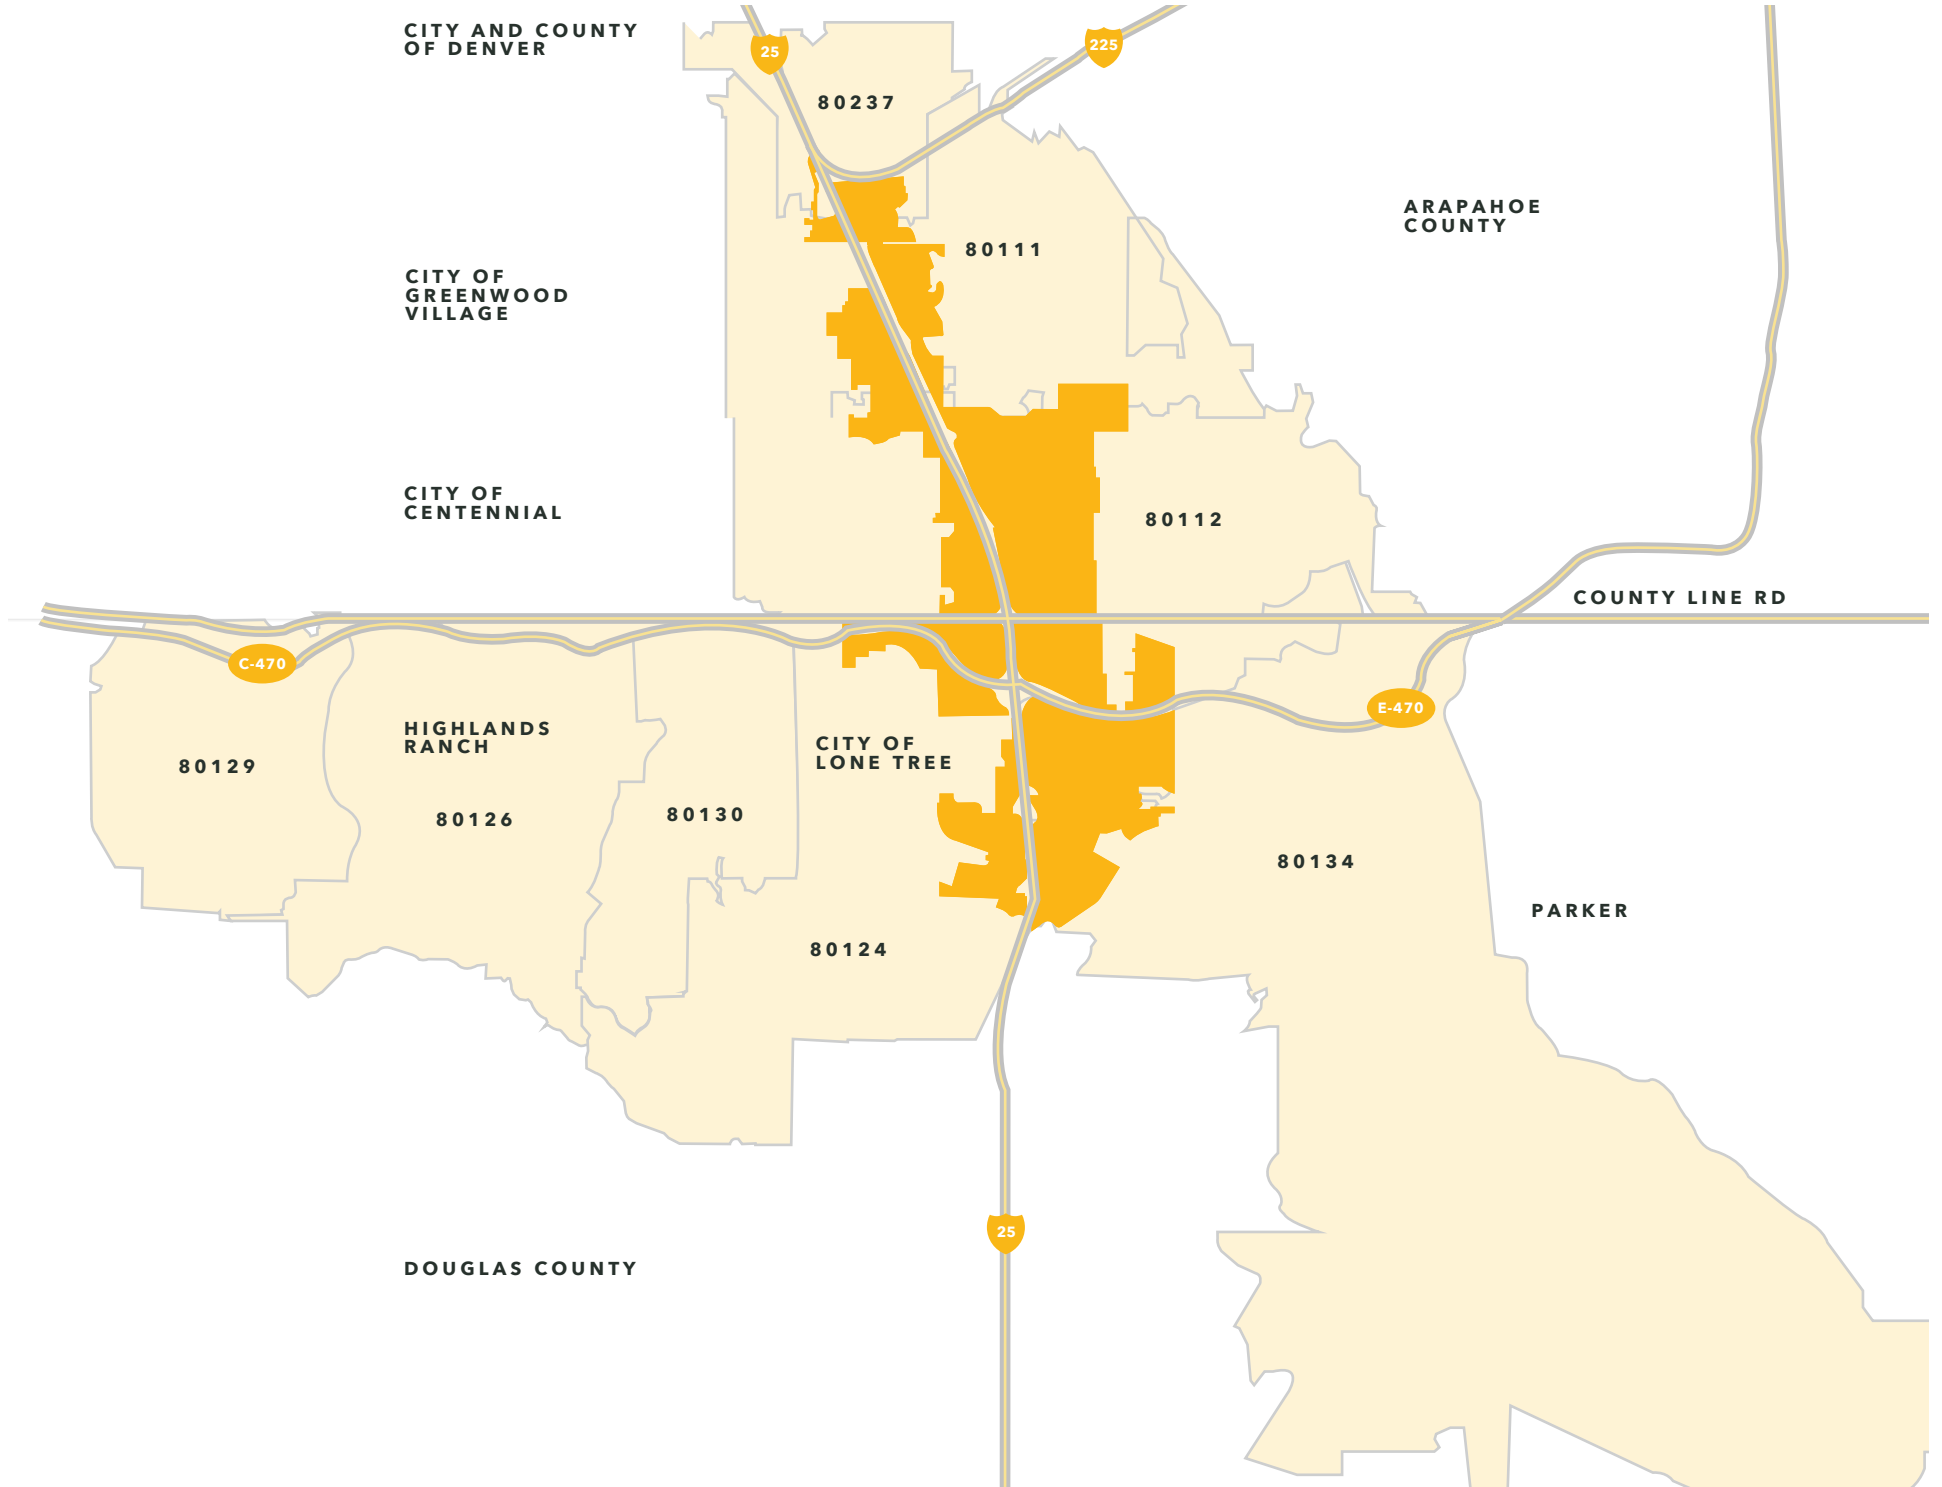 CITY AND COUNTY
OF DENVER
25
225
80237
ARAPAHOE
COUNTY
80111
CITY OF
GREENWOOD
VILLAGE
CITY OF
CENTENNIAL
80112
COUNTY LINE RD
C-470
E-470
HIGHLANDS
RANCH
CITY OF
LONE TREE
80129
80126
80130
80134
PARKER
80124
25
DOUGLAS COUNTY